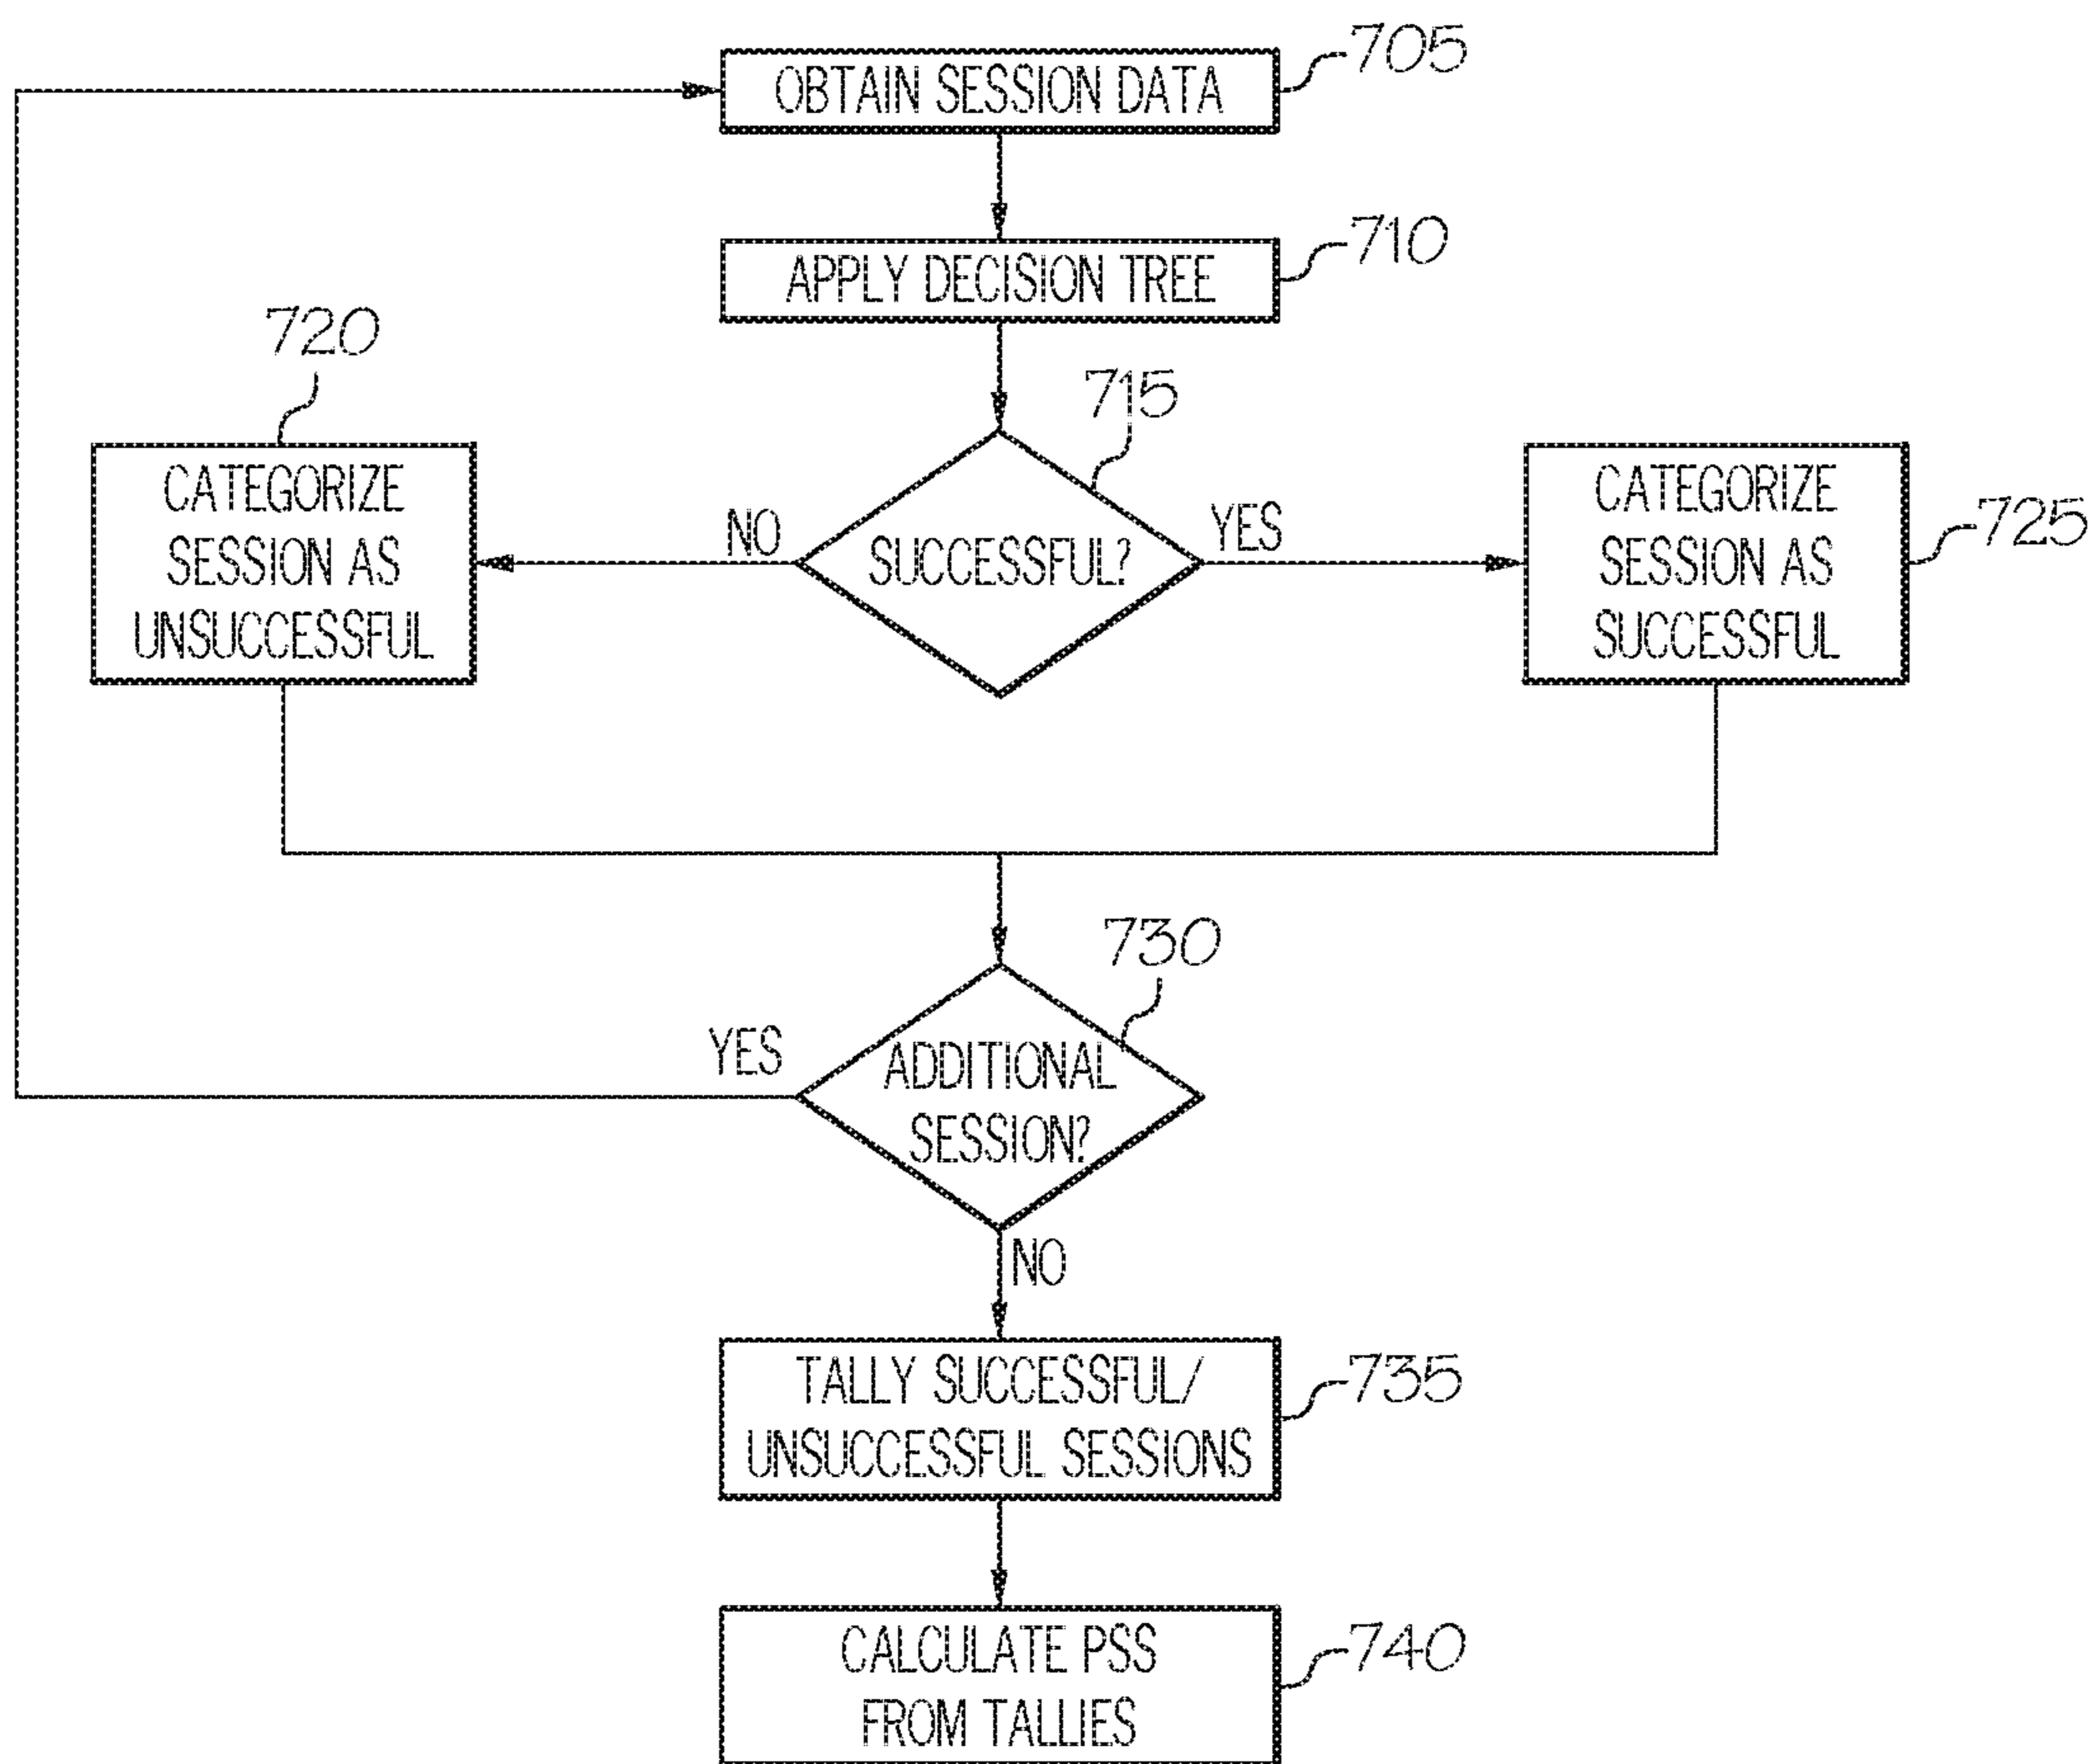 OBTAIN SESSION DATA
705
APPLY DECISION TREE
710
720
715
CATEGORIZE
SESSION AS
UNSUCCESSFUL
NO
SUCCESSFUL?
YES
CATEGORIZE
SESSION AS
SUCCESSFUL
725
730
YES
ADDITIONAL
SESSION?
NO
TALLY SUCCESSFUL/
UNSUCCESSFUL SESSIONS
735
CALCULATE PSS
FROM TALLIES
740